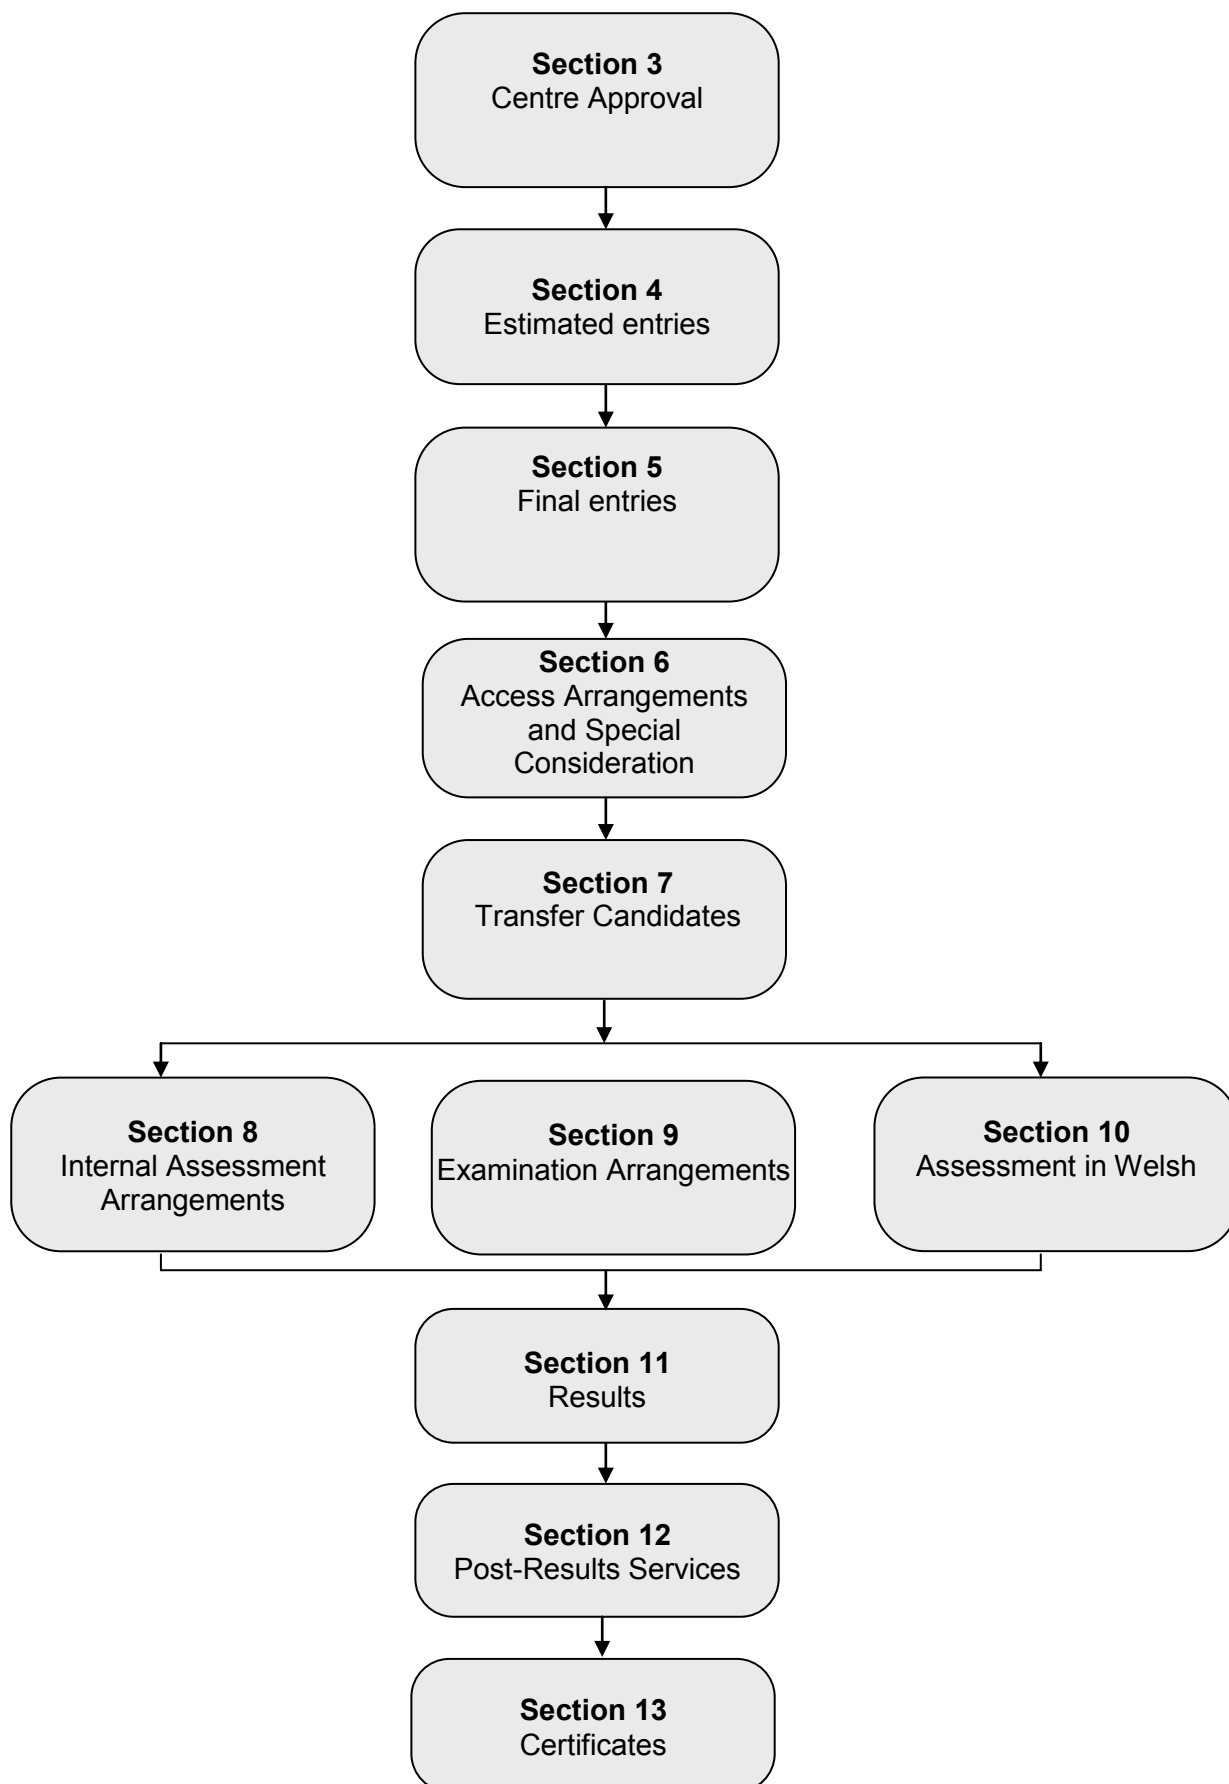 Section 3
Centre Approval
Section 4
Estimated entries
Section 5
Final entries
Section 6
Access Arrangements
and Special
Consideration
Section 7
Transfer Candidates
Section 8
Internal Assessment
Arrangements
Section 9
Examination Arrangements
Section 10
Assessment in Welsh
Section 11
Results
Section 12
Post-Results Services
Section 13
Certificates